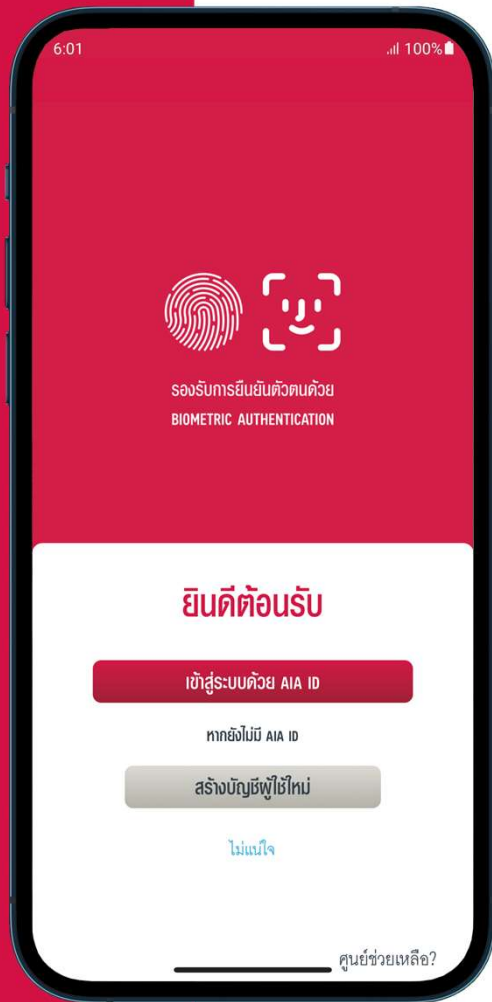 6:01
100%
รองรับการยืนยันตัวตนด้วย
BIOMETRIC AUTHENTICATION
ยินดีต้อนรับ
เข้าสู่ระบบด้วย AIA ID
หากยังไม่มี AIA ID
สร้างบัญชีผู้ใช้ใหม่
ไม่แน่ใจ
ศูนย์ช่วยเหลือ?